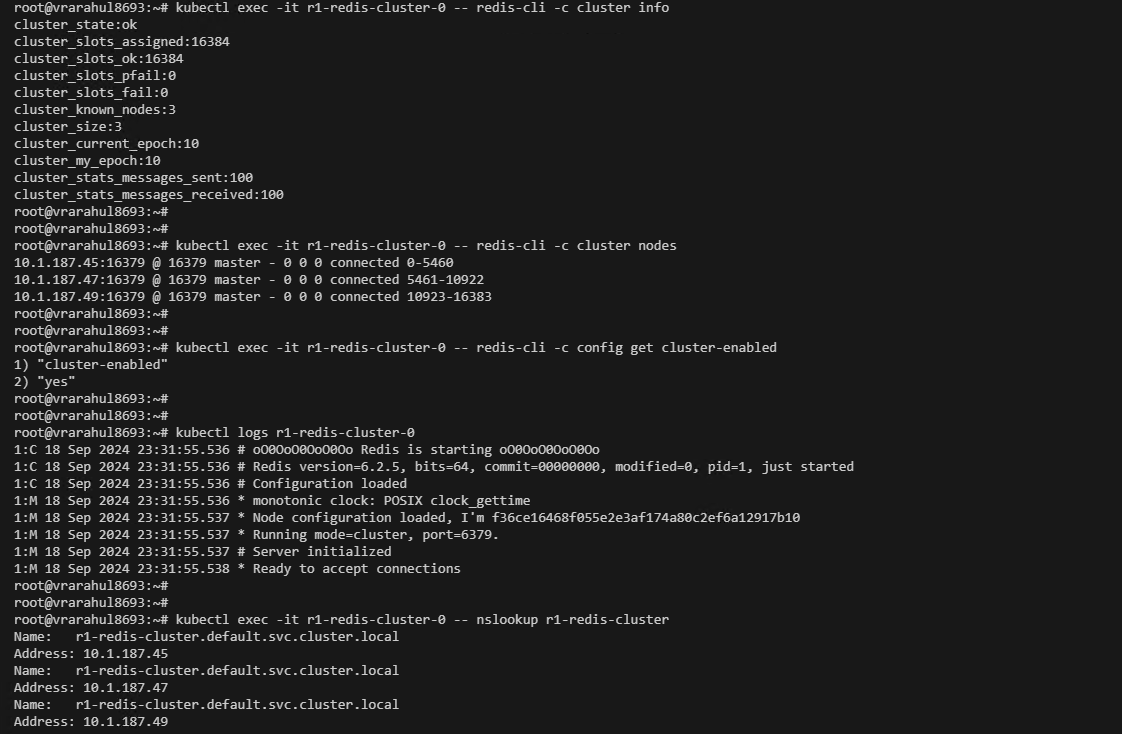 root@vrarahul8693:~# kubectl exec -it r1-redis-cluster-0 -- redis-cli -c cluster info
cluster_state:ok
cluster_slots_assigned:16384
cluster_slots_ok:16384
cluster_slots_pfail:0
cluster_slots_fail:0
cluster_known_nodes:3
cluster_size:3
cluster_current_epoch:10
cluster_my_epoch:10
cluster_stats_messages_sent:100
cluster_stats_messages_received:100
root@vrarahul8693:~#
root@vrarahul8693:~#
root@vrarahul8693:~# kubectl exec -it r1-redis-cluster-0 -- redis-cli -c cluster nodes
10.1.187.45:16379 @ 16379 master - 0 0 0 connected 0-5460
10.1.187.47:16379 @ 16379 master - 0 0 0 connected 5461-10922
10.1.187.49:16379 @ 16379 master - 0 0 0 connected 10923-16383
root@vrarahul8693:~#
root@vrarahul8693:~#
root@vrarahul8693:~# kubectl exec -it r1-redis-cluster-0 -- redis-cli -c config get cluster-enabled
1) "cluster-enabled"
2) "yes"
root@vrarahul8693:~#
root@vrarahul8693:~#
root@vrarahul8693:~# kubectl logs r1-redis-cluster-0
1:C 18 Sep 2024 23:31:55.536 # oO0OoO0OoO0Oo Redis is starting oO0OoO0OoO0Oo
1:C 18 Sep 2024 23:31:55.536 # Redis version=6.2.5, bits=64, commit=00000000, modified=0, pid=1, just started
1:C 18 Sep 2024 23:31:55.536 # Configuration loaded
1:M 18 Sep 2024 23:31:55.536 * monotonic clock: POSIX clock_gettime
1:M 18 Sep 2024 23:31:55.537 * Node configuration loaded, I'm f36ce16468f055e2e3af174a80c2ef6a12917b10
1:M 18 Sep 2024 23:31:55.537 * Running mode=cluster, port=6379.
1:M 18 Sep 2024 23:31:55.537 # Server initialized
1:M 18 Sep 2024 23:31:55.538 * Ready to accept connections
root@vrarahul8693:~#
root@vrarahul8693:~#
root@vrarahul8693:~# kubectl exec -it r1-redis-cluster-0 -- nslookup r1-redis-cluster
Name:   r1-redis-cluster.default.svc.cluster.local
Address: 10.1.187.45
Name:   r1-redis-cluster.default.svc.cluster.local
Address: 10.1.187.47
Name:   r1-redis-cluster.default.svc.cluster.local
Address: 10.1.187.49